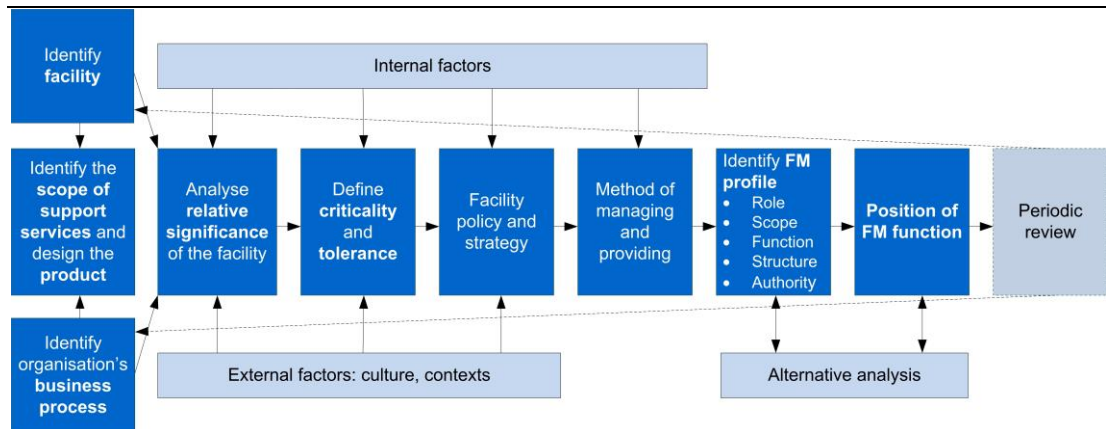 Identify
facility
Internal factors
Identify the
scope of
support
services and
design the
product
Analyse
relative
significance
of the facility
Define
criticality
and
tolerance
Facility
policy and
strategy
Method of
managing
and
providing
Identify FM
profile
• Role
• Scope
• Function
• Structure
• Authority
Position of
FM function
Periodic
review
Identify
organisation's
business
process
External factors: culture, contexts
Alternative analysis